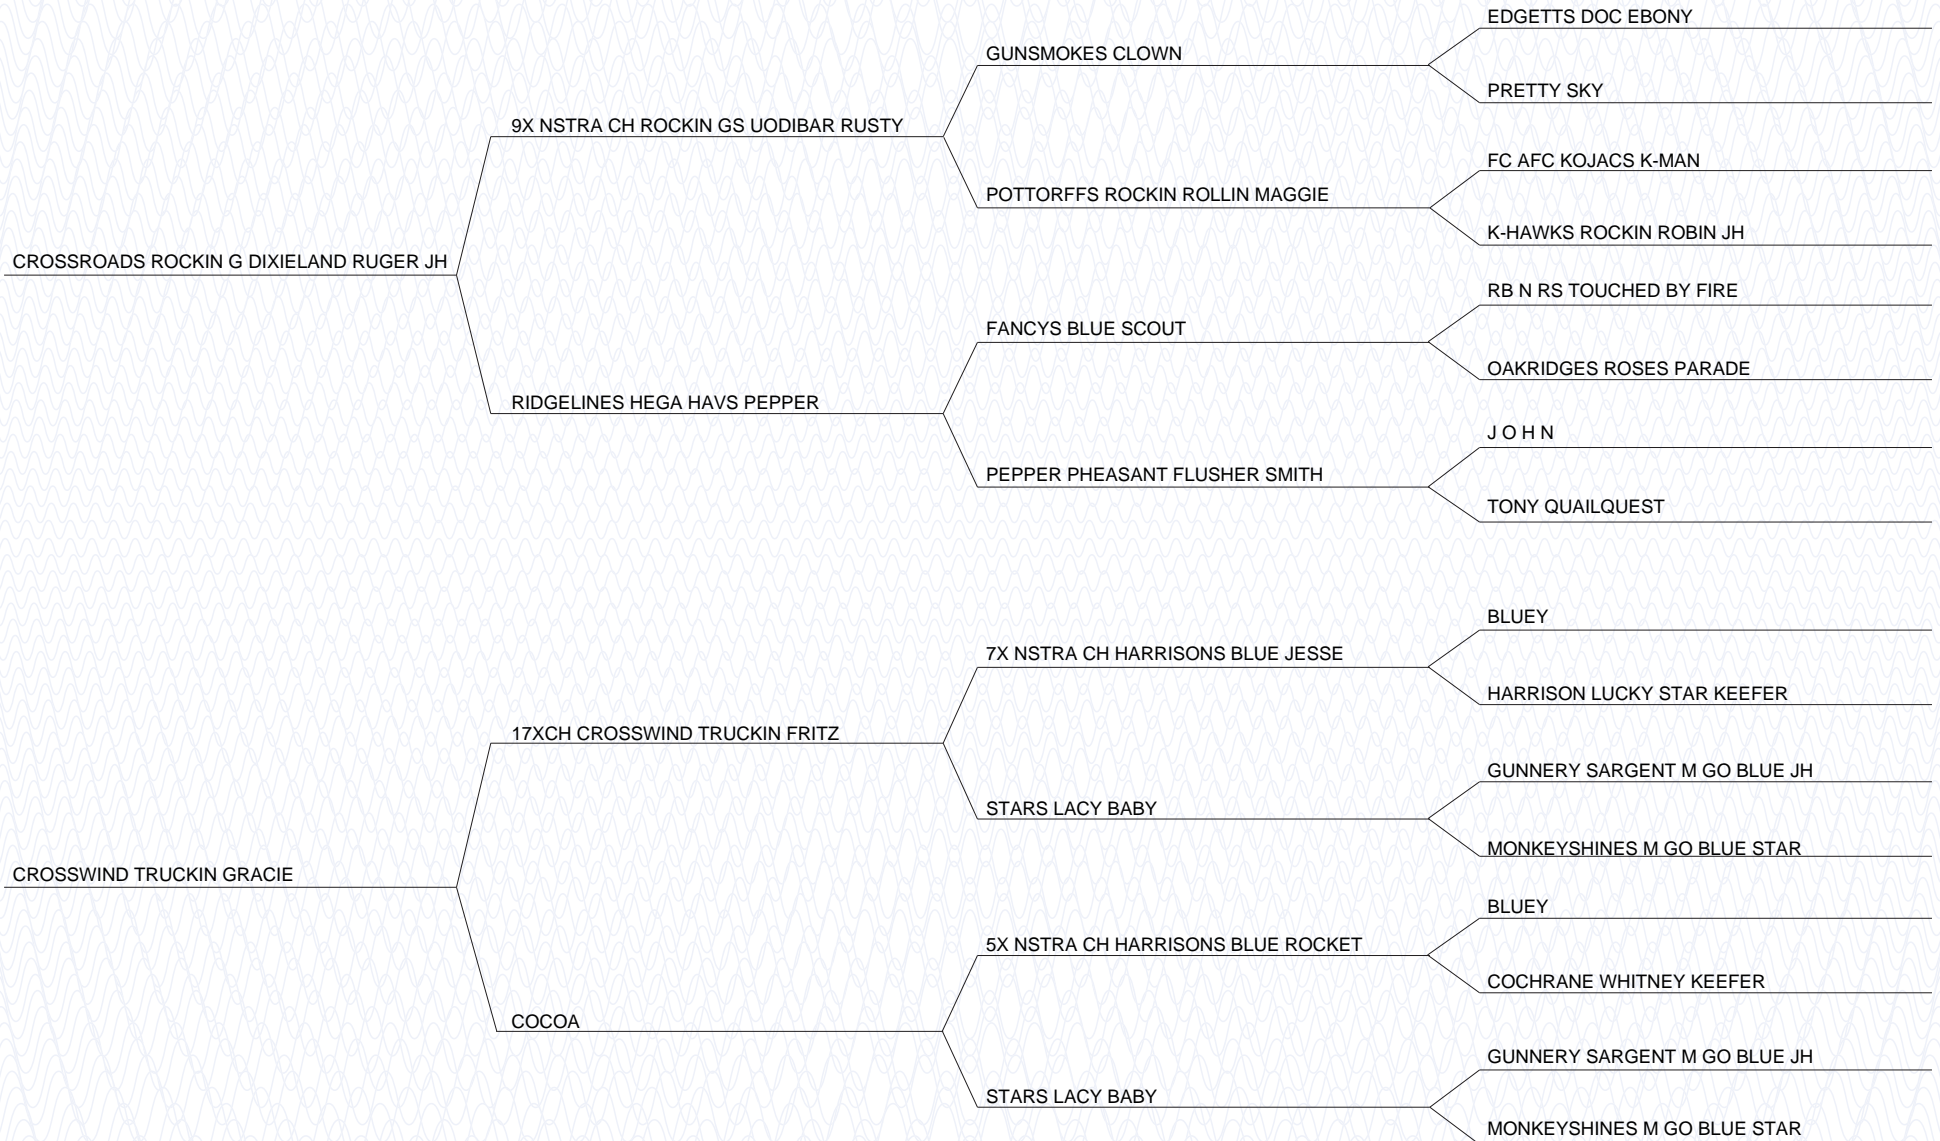 EDGETTS DOC EBONY
GUNSMOKES CLOWN
PRETTY SKY
9X NSTRA CH ROCKIN GS UODIBAR RUSTY
FC AFC KOJACS K-MAN
POTTORFFS ROCKIN ROLLIN MAGGIE
K-HAWKS ROCKIN ROBIN JH
CROSSROADS ROCKIN G DIXIELAND RUGER JH
RB N RS TOUCHED BY FIRE
FANCYS BLUE SCOUT
OAKRIDGES ROSES PARADE
RIDGELINES HEGA HAVS PEPPER
J O H N
PEPPER PHEASANT FLUSHER SMITH
TONY QUAILQUEST
BLUEY
7X NSTRA CH HARRISONS BLUE JESSE
HARRISON LUCKY STAR KEEFER
17XCH CROSSWIND TRUCKIN FRITZ
GUNNERY SARGENT M GO BLUE JH
STARS LACY BABY
MONKEYSHINES M GO BLUE STAR
CROSSWIND TRUCKIN GRACIE
BLUEY
5X NSTRA CH HARRISONS BLUE ROCKET
COCHRANE WHITNEY KEEFER
COCOA
GUNNERY SARGENT M GO BLUE JH
STARS LACY BABY
MONKEYSHINES M GO BLUE STAR